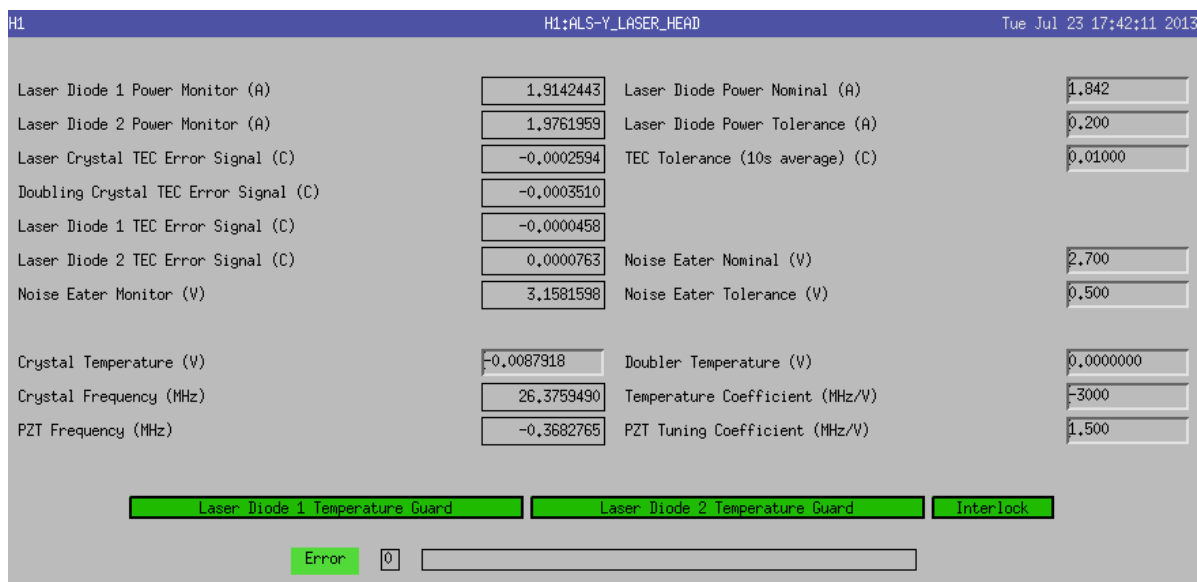 H1 H1:ALS-Y_LASER_HEAD Tue Jul 23 17:42:11 2013
Laser Diode 1 Power Monitor (A) 1.9142443 Laser Diode Power Nominal (A) 1.842
Laser Diode 2 Power Monitor (A) 1.9761959 Laser Diode Power Tolerance (A) 0.200
Laser Crystal TEC Error Signal (C) -0.0002594 TEC Tolerance (10s average) (C) 0.01000
Doubling Crystal TEC Error Signal (C) -0.0003510
Laser Diode 1 TEC Error Signal (C) -0.0000458
Laser Diode 2 TEC Error Signal (C) 0.0000763 Noise Eater Nominal (V) 2.700
Noise Eater Monitor (V) 3.1581598 Noise Eater Tolerance (V) 0.500
Crystal Temperature (V) -0.0087918 Doubler Temperature (V) 0.0000000
Crystal Frequency (MHz) 26.3759490 Temperature Coefficient (MHz/V) -3000
PZT Frequency (MHz) -0.3682765 PZT Tuning Coefficient (MHz/V) 1.500
Laser Diode 1 Temperature Guard Laser Diode 2 Temperature Guard Interlock
Error 0